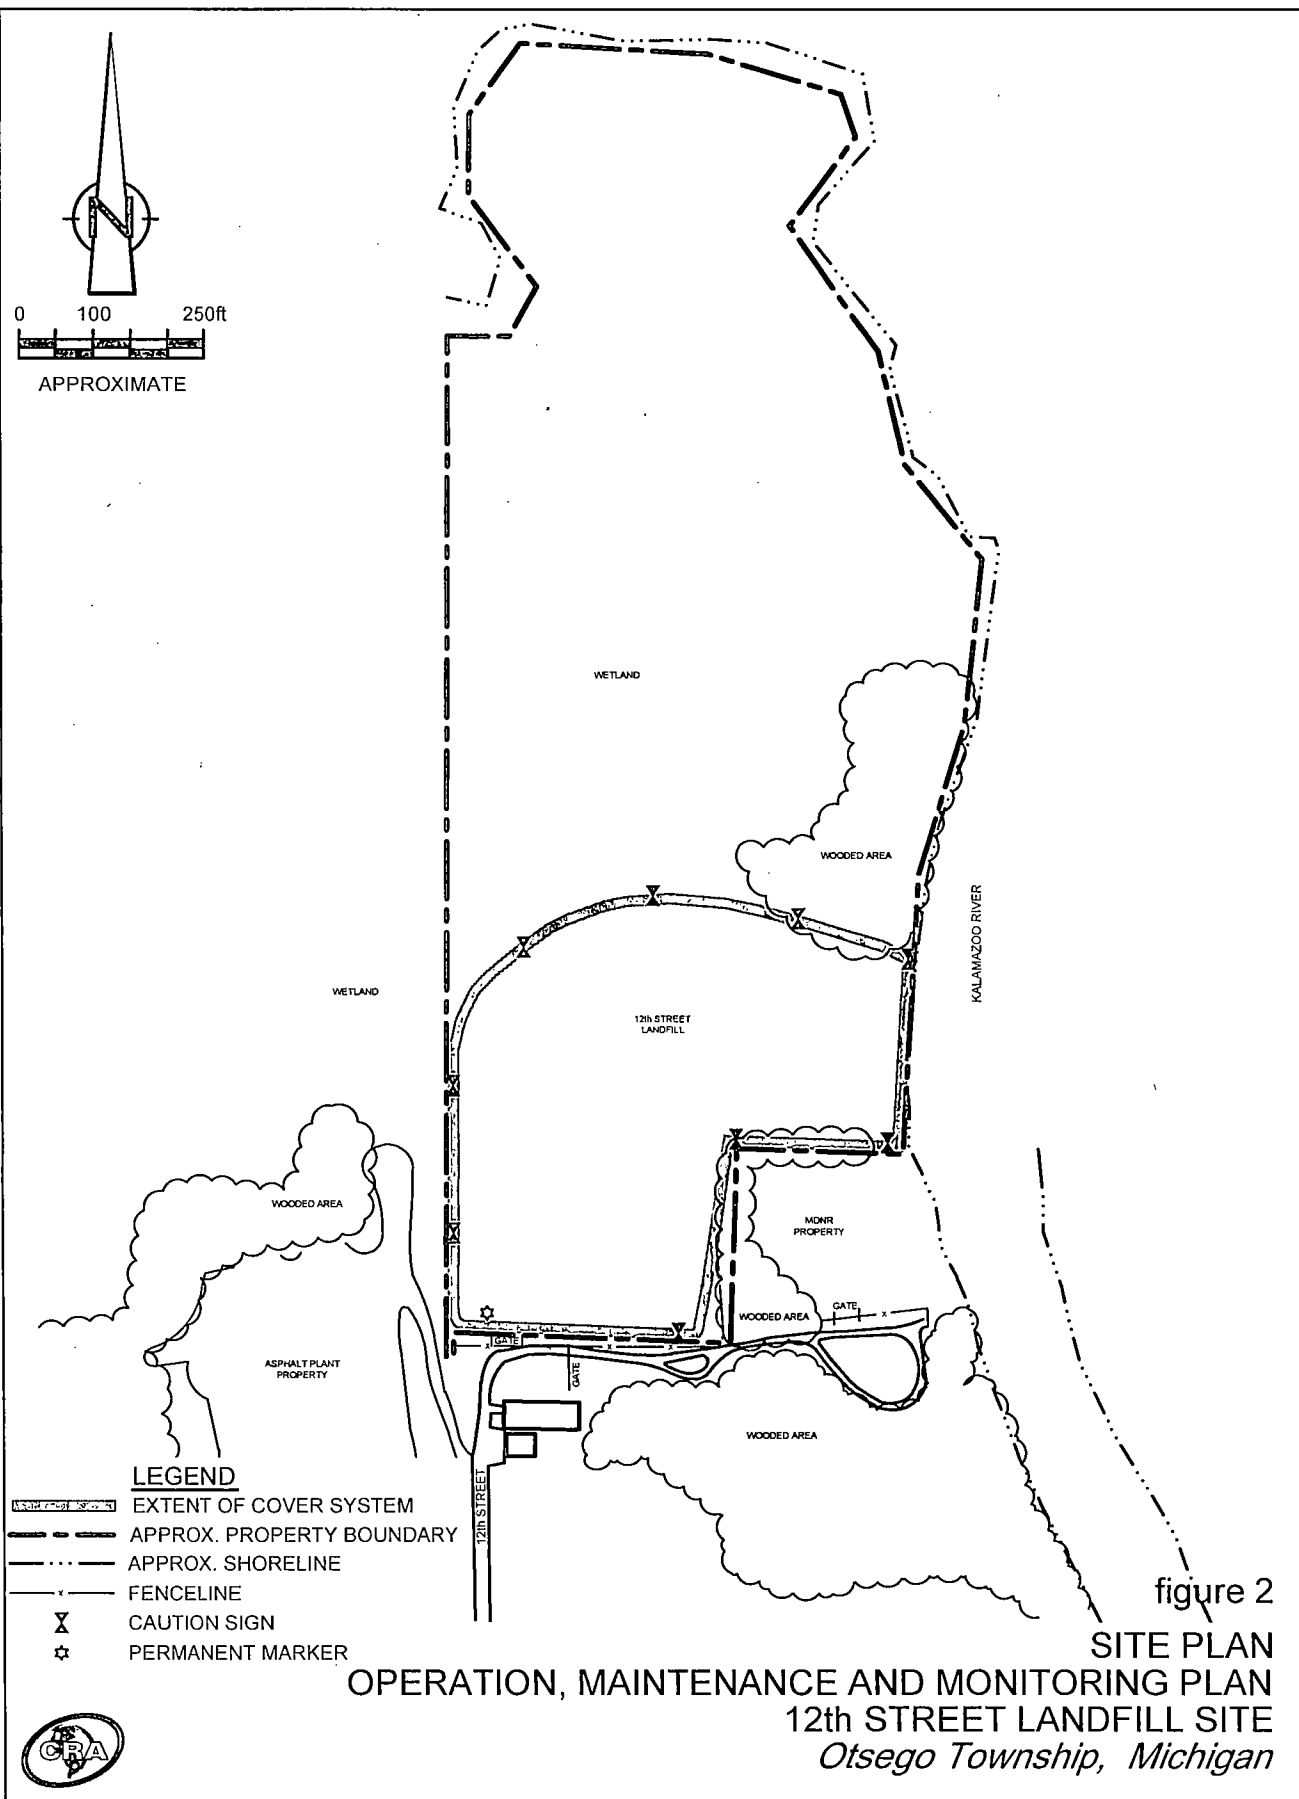 N
0 100 250ft
APPROXIMATE
WETLAND
WOODED AREA
KALAMAZOO RIVER
WETLAND
12th STREET
LANDFILL
WOODED AREA
MDNR
PROPERTY
WOODED AREA
GATE
GATE
GATE
ASPHALT PLANT
PROPERTY
WOODED AREA
12th STREET
LEGEND
EXTENT OF COVER SYSTEM
APPROX. PROPERTY BOUNDARY
APPROX. SHORELINE
x FENCELINE
CAUTION SIGN
PERMANENT MARKER
figure 2
SITE PLAN
OPERATION, MAINTENANCE AND MONITORING PLAN
12th STREET LANDFILL SITE
Otsego Township, Michigan
CRA